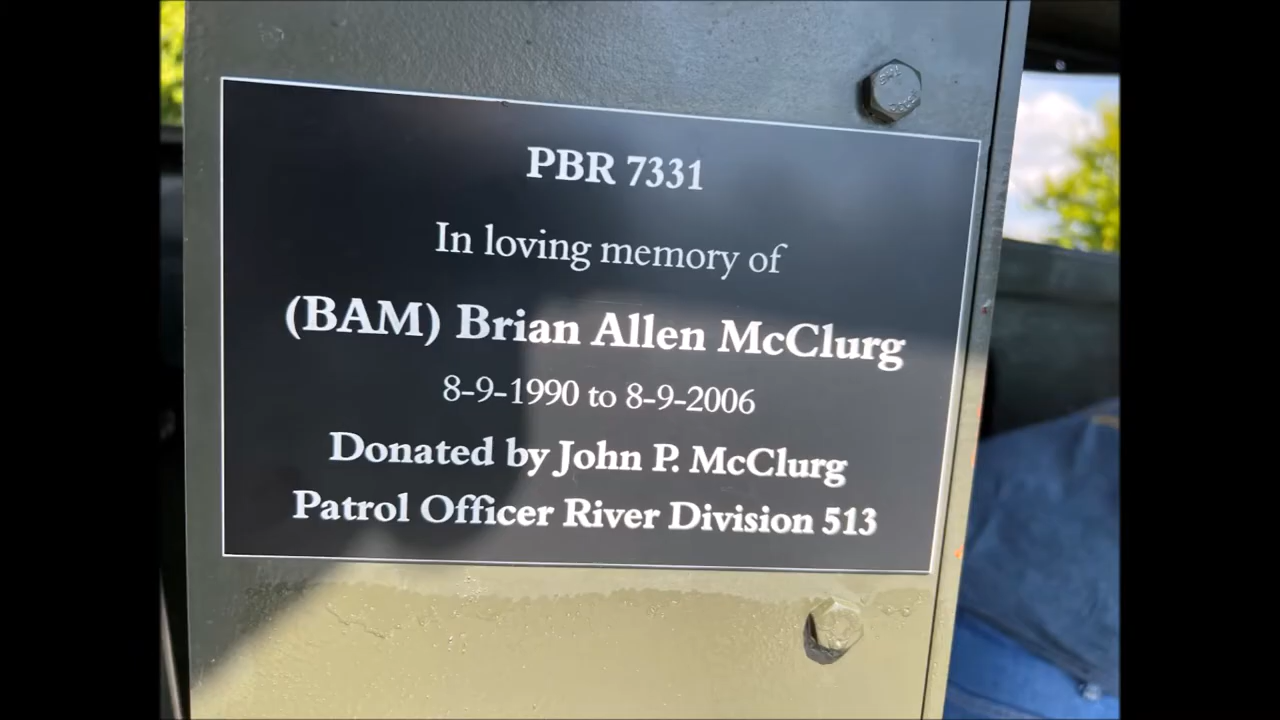 PBR 7331
In loving memory of
(BAM) Brian Allen McClurg
8-9-1990 to 8-9-2006
Donated by John P. McClurg
Patrol Officer River Division 513